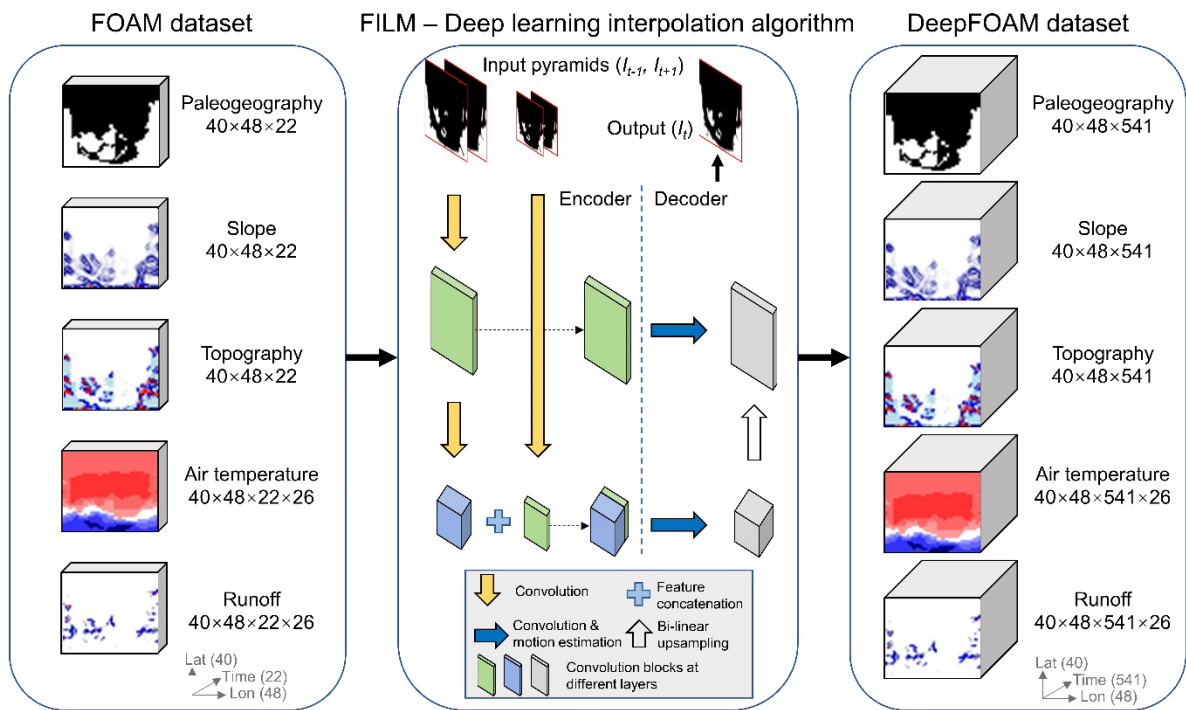 FOAM dataset
Paleogeography
40×48×22
Slope
40×48×22
Topography
40×48×22
Air temperature
40×48×22×26
Runoff
40×48×22×26
Lat (40)
Time (22)
Lon (48)
FILM – Deep learning interpolation algorithm
Input pyramids (I_{t-1}, I_{t+1})
Output (I_t)
Encoder
Decoder
Convolution
Feature
concatenation
Convolution &
motion estimation
Bi-linear
upsampling
Convolution blocks at
different layers
DeepFOAM dataset
Paleogeography
40×48×541
Slope
40×48×541
Topography
40×48×541
Air temperature
40×48×541×26
Runoff
40×48×541×26
Lat (40)
Time (541)
Lon (48)